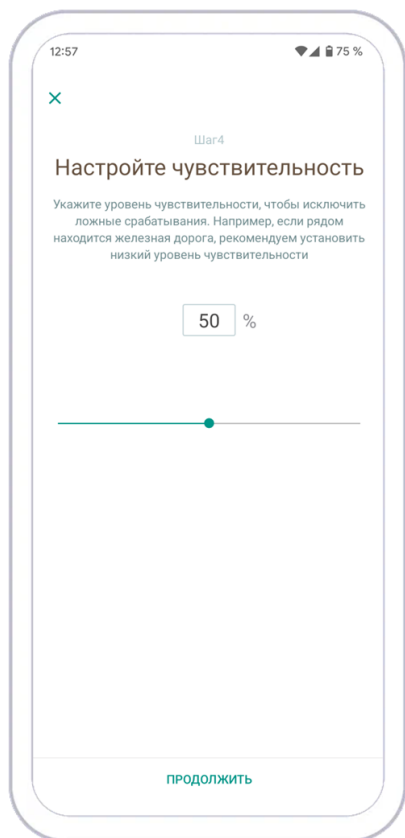 12:57
75 %
Шаг4
Настройте чувствительность
Укажите уровень чувствительности, чтобы исключить
ложные срабатывания. Например, если рядом
находится железная дорога, рекомендуем установить
низкий уровень чувствительности
50 %
ПРОДОЛЖИТЬ